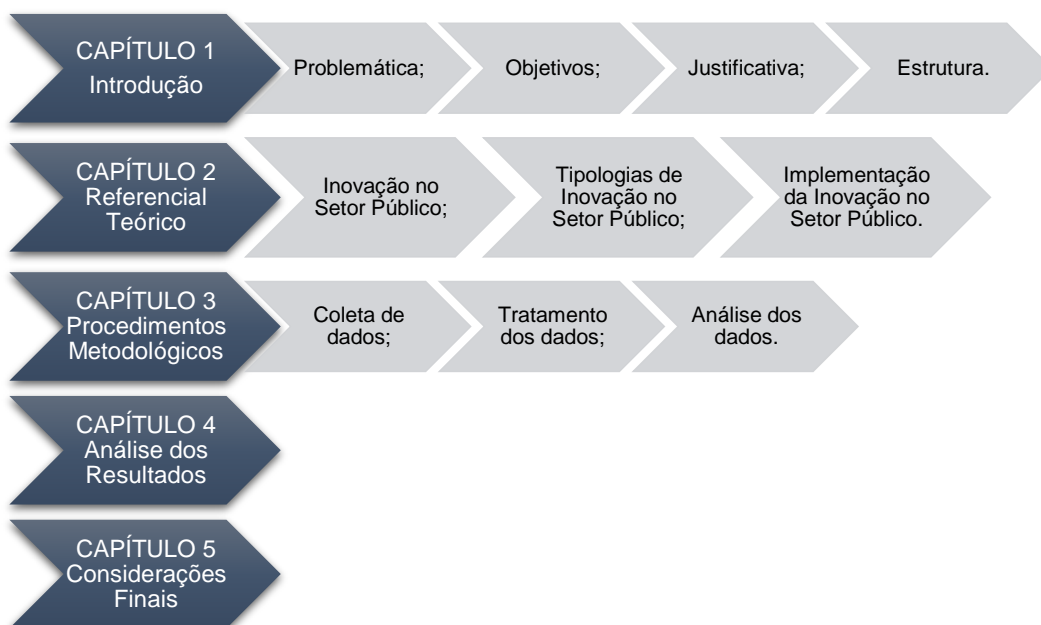 CAPÍTULO 1
Introdução
Problemática;
Objetivos;
Justificativa;
Estrutura.
CAPÍTULO 2
Referencial
Teórico
Inovação no
Setor Público;
Tipologias de
Inovação no
Setor Público;
Implementação
da Inovação no
Setor Público.
CAPÍTULO 3
Procedimentos
Metodológicos
Coleta de
dados;
Tratamento
dos dados;
Análise dos
dados.
CAPÍTULO 4
Análise dos
Resultados
CAPÍTULO 5
Considerações
Finais